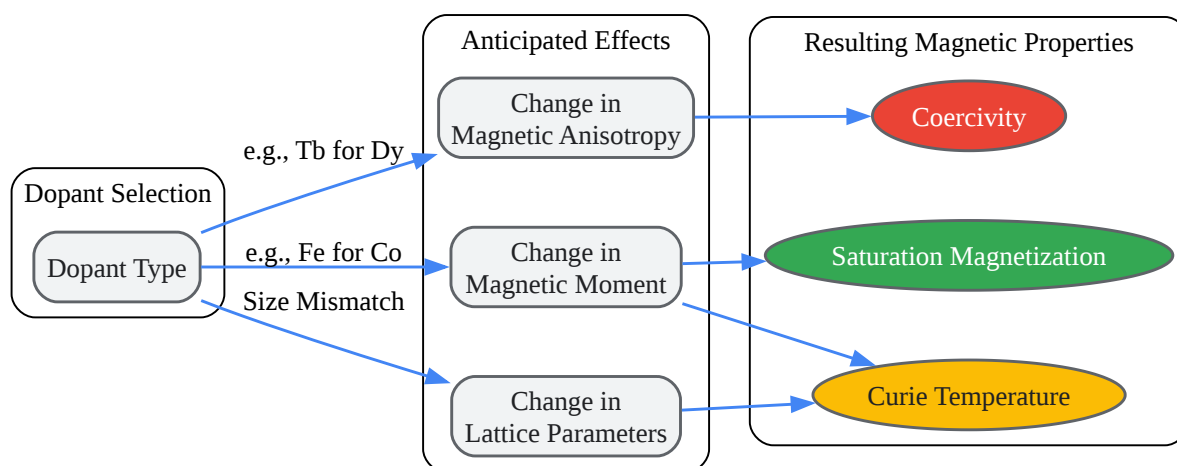 Dopant Selection
Dopant Type
e.g., Tb for Dy
e.g., Fe for Co
Size Mismatch
Anticipated Effects
Change in
Magnetic Anisotropy
Change in
Magnetic Moment
Change in
Lattice Parameters
Resulting Magnetic Properties
Coercivity
Saturation Magnetization
Curie Temperature